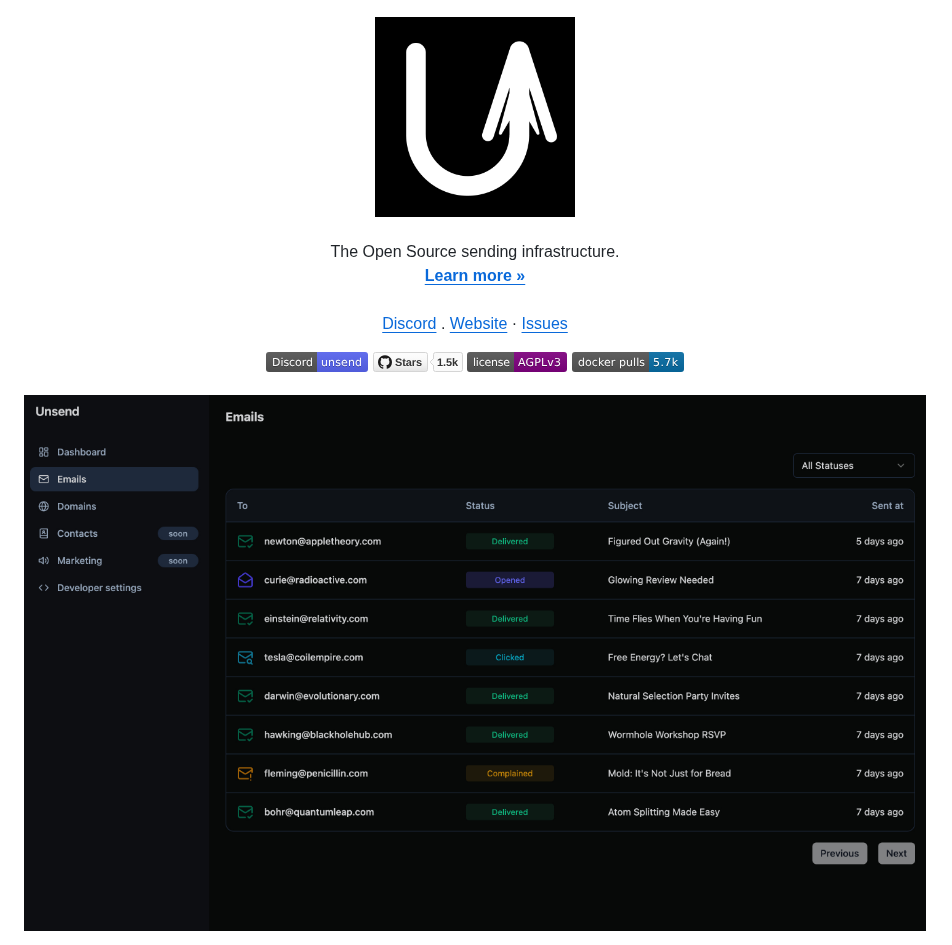 The Open Source sending infrastructure.
Learn more »
Discord . Website · Issues
Discord unsend Stars 1.5k license AGPLv3 docker pulls 5.7k
Unsend
Emails
Dashboard
Emails
Domains
Contacts soon
Marketing soon
Developer settings
All Statuses
To Status Subject Sent at
newton@appletheory.com Delivered Figured Out Gravity (Again!) 5 days ago
curie@radioactive.com Opened Glowing Review Needed 7 days ago
einstein@relativity.com Delivered Time Flies When You're Having Fun 7 days ago
tesla@coilempire.com Clicked Free Energy? Let's Chat 7 days ago
darwin@evolutionary.com Delivered Natural Selection Party Invites 7 days ago
hawking@blackholehub.com Delivered Wormhole Workshop RSVP 7 days ago
fleming@penicillin.com Complained Mold: It's Not Just for Bread 7 days ago
bohr@quantumleap.com Delivered Atom Splitting Made Easy 7 days ago
Previous Next